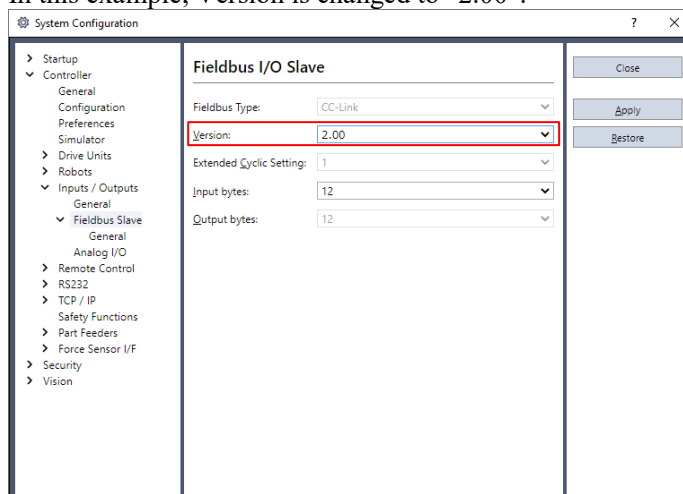 In this example, Version is changed to "2.00".
System Configuration
? ×
Startup
Controller
General
Configuration
Preferences
Simulator
Drive Units
Robots
Inputs / Outputs
General
Fieldbus Slave
General
Analog I/O
Remote Control
RS232
TCP / IP
Safety Functions
Part Feeders
Force Sensor I/F
Security
Vision
Fieldbus I/O Slave
Fieldbus Type: CC-Link
Version: 2.00
Extended Cyclic Setting: 1
Input bytes: 12
Output bytes: 12
Close
Apply
Restore